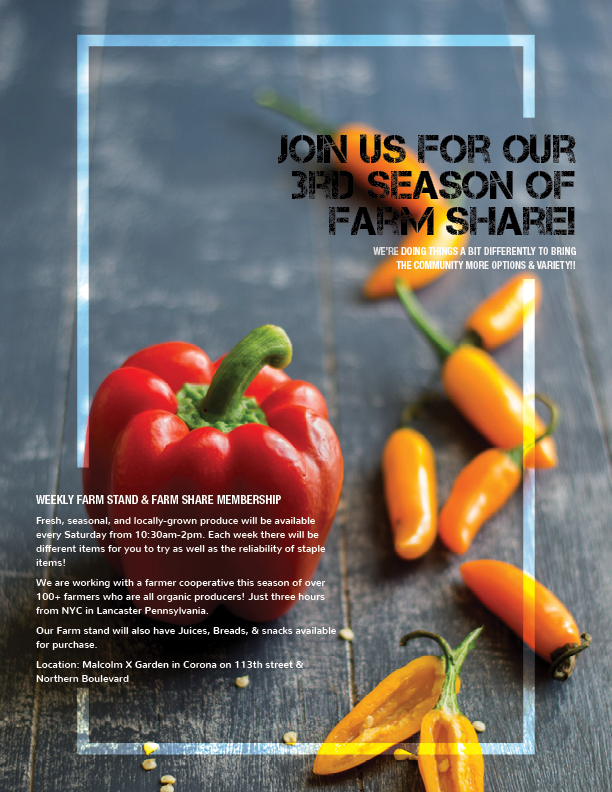 JOIN US FOR OUR
3RD SEASON OF
FARM SHARE!
WE'RE DOING THINGS A BIT DIFFERENTLY TO BRING
THE COMMUNITY MORE OPTIONS & VARIETY!!
WEEKLY FARM STAND & FARM SHARE MEMBERSHIP
Fresh, seasonal, and locally-grown produce will be available
every Saturday from 10:30am-2pm. Each week there will be
different items for you to try as well as the reliability of staple
items!
We are working with a farmer cooperative this season of over
100+ farmers who are all organic producers! Just three hours
from NYC in Lancaster Pennsylvania.
Our Farm stand will also have Juices, Breads, & snacks available
for purchase.
Location: Malcolm X Garden in Corona on 113th street &
Northern Boulevard